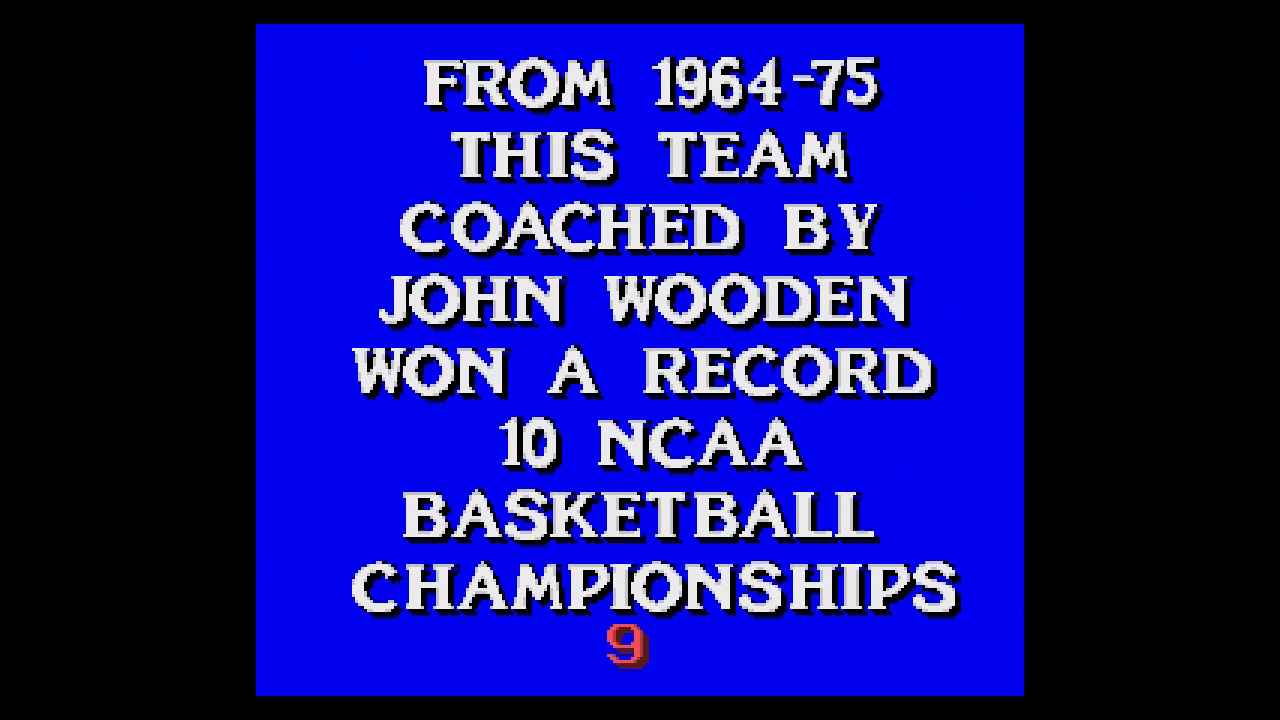 FROM 1964-75
THIS TEAM
COACHED BY
JOHN WOODEN
WON A RECORD
10 NCAA
BASKETBALL
CHAMPIONSHIPS
9